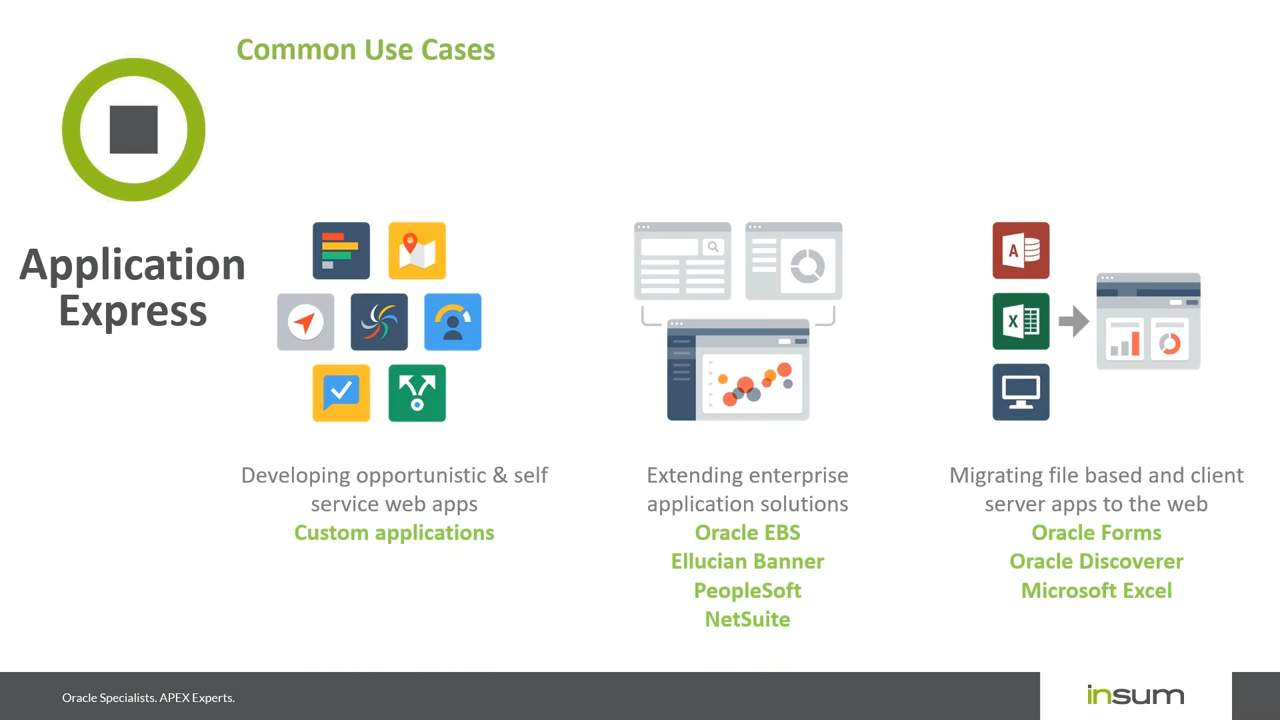 Common Use Cases
Application
Express
A
X
Developing opportunistic & self
service web apps
Custom applications
Extending enterprise
application solutions
Oracle EBS
Ellucian Banner
PeopleSoft
NetSuite
Migrating file based and client
server apps to the web
Oracle Forms
Oracle Discoverer
Microsoft Excel
Oracle Specialists. APEX Experts.
insum